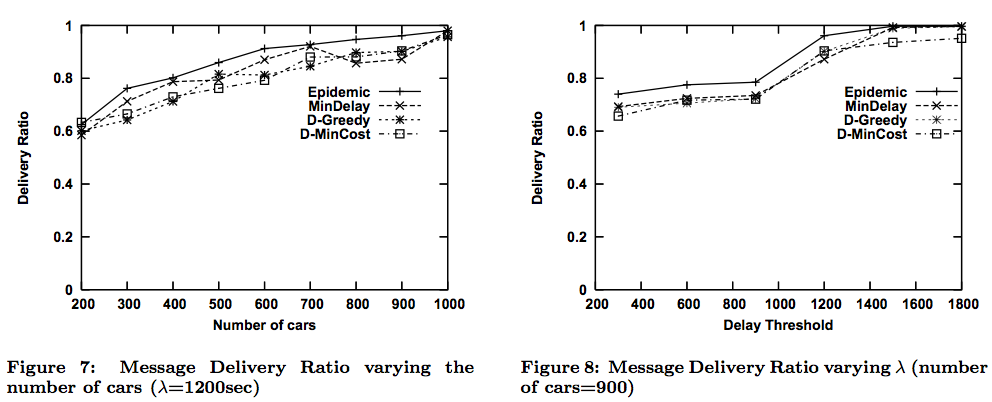 1
0.8
0.6
0.4
0.2
0
Delivery Ratio
Epidemic
MinDelay
D-Greedy
D-MinCost
200 300 400 500 600 700 800 900 1000
Number of cars
Figure 7: Message Delivery Ratio varying the
number of cars (λ=1200sec)
1
0.8
0.6
0.4
0.2
0
Delivery Ratio
Epidemic
MinDelay
D-Greedy
D-MinCost
200 400 600 800 1000 1200 1400 1600 1800
Delay Threshold
Figure 8: Message Delivery Ratio varying λ (number
of cars=900)